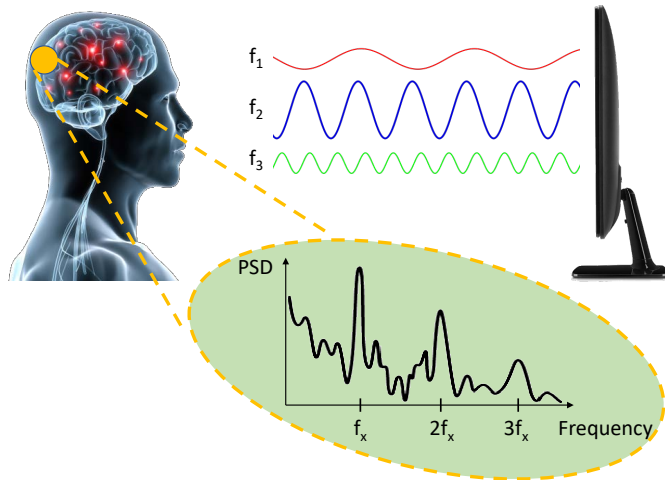 f₁
f₂
f₃
PSD
fₓ 2fₓ 3fₓ Frequency